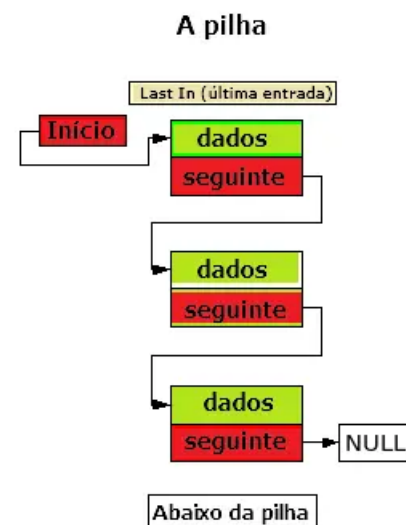 A pilha
Last In (última entrada)
Início
dados
seguinte
dados
seguinte
dados
seguinte
NULL
Abaixo da pilha